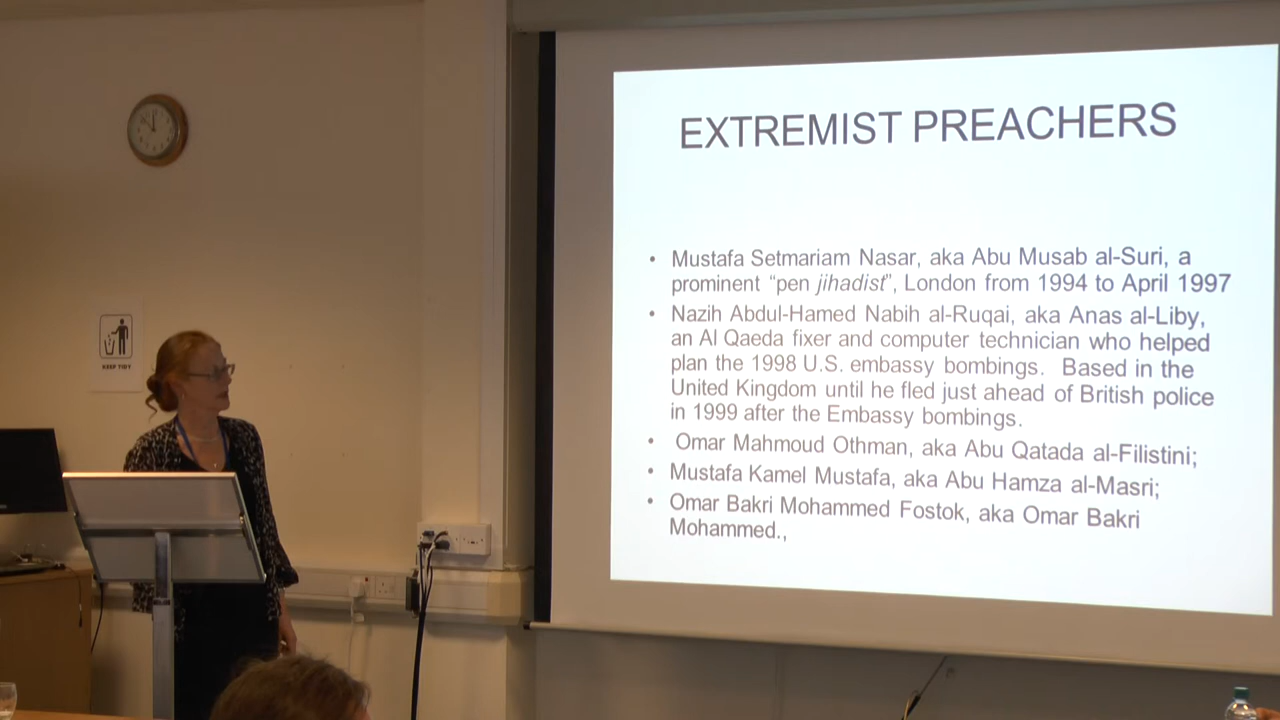 EXTREMIST PREACHERS
• Mustafa Setmariam Nasar, aka Abu Musab al-Suri, a
prominent “pen jihadist”, London from 1994 to April 1997
• Nazih Abdul-Hamed Nabih al-Ruqai, aka Anas al-Liby,
an Al Qaeda fixer and computer technician who helped
plan the 1998 U.S. embassy bombings. Based in the
United Kingdom until he fled just ahead of British police
in 1999 after the Embassy bombings.
• Omar Mahmoud Othman, aka Abu Qatada al-Filistini;
• Mustafa Kamel Mustafa, aka Abu Hamza al-Masri;
• Omar Bakri Mohammed Fostok, aka Omar Bakri
Mohammed.,
KEEP TIDY